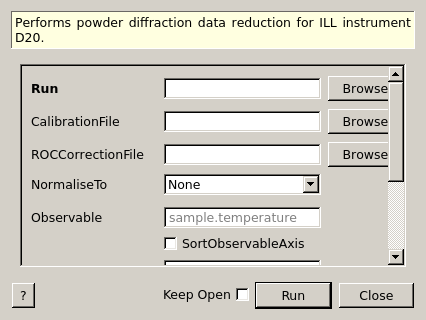 Performs powder diffraction data reduction for ILL instrument
D20.
Run Browse
CalibrationFile Browse
ROCCorrectionFile Browse
NormaliseTo None
Observable sample.temperature
SortObservableAxis
? Keep Open Run Close